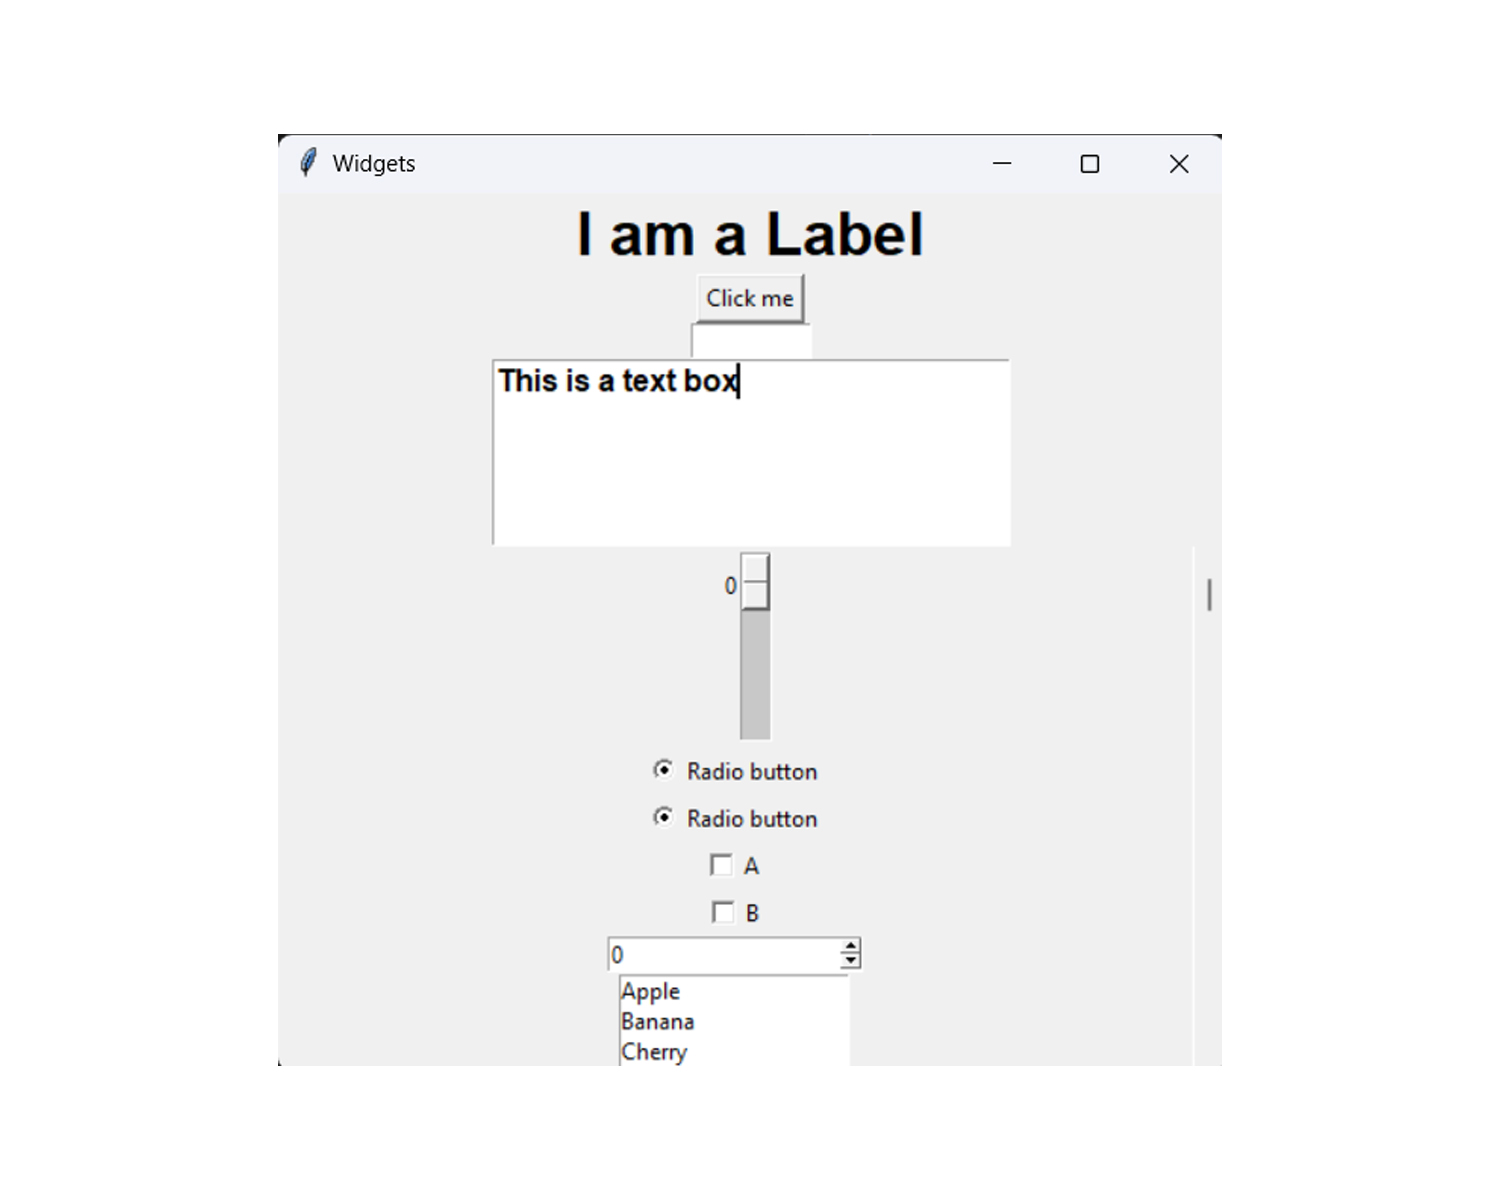 Widgets
I am a Label
Click me
This is a text box
0
Radio button
Radio button
A
B
0
Apple
Banana
Cherry